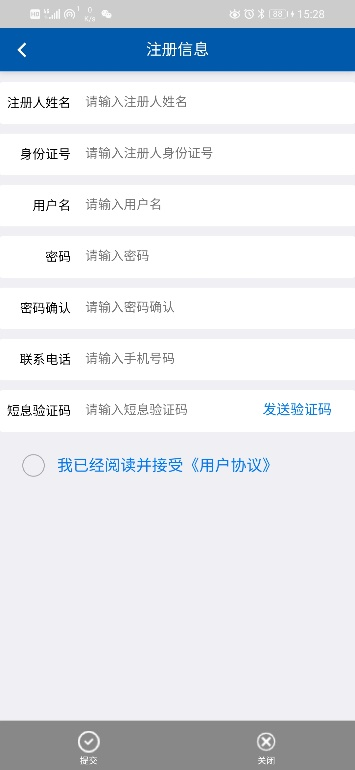 15:28
注册信息
注册人姓名 请输入注册人姓名
身份证号 请输入注册人身份证号
用户名 请输入用户名
密码 请输入密码
密码确认 请输入密码确认
联系电话 请输入手机号码
短息验证码 请输入短息验证码 发送验证码
我已经阅读并接受《用户协议》
提交 关闭